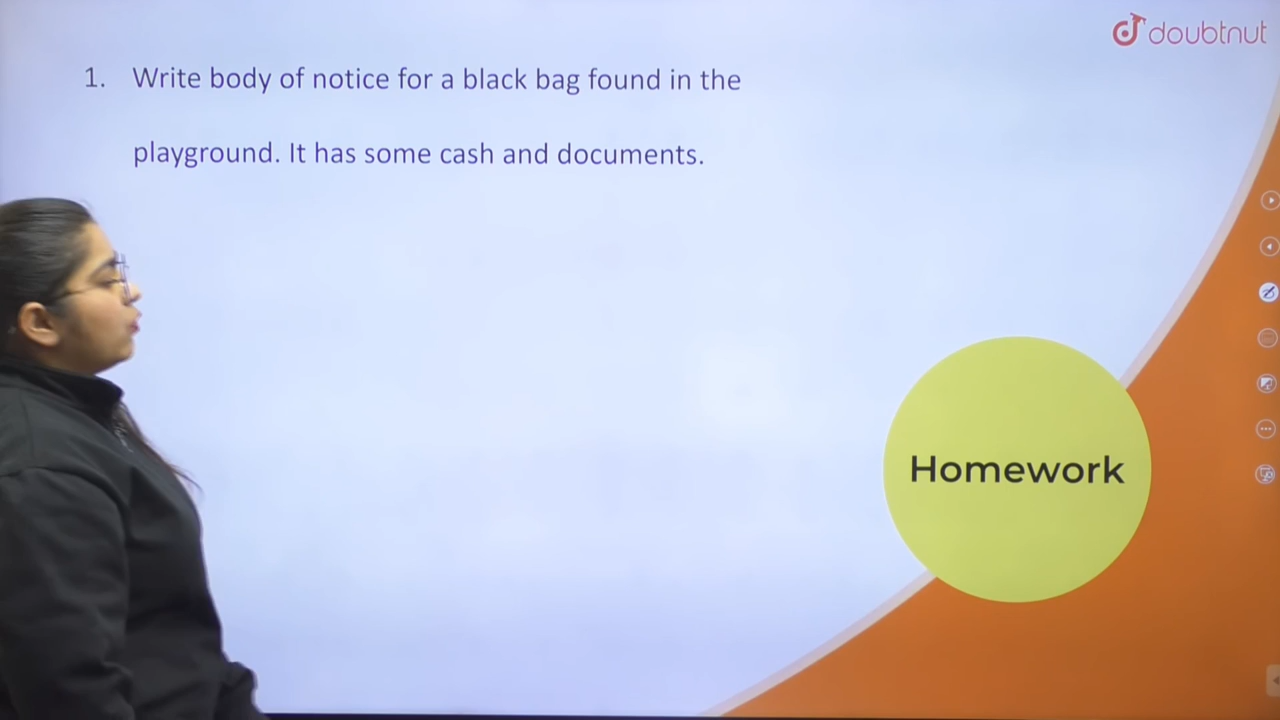 doubtnut
1. Write body of notice for a black bag found in the
playground. It has some cash and documents.
Homework